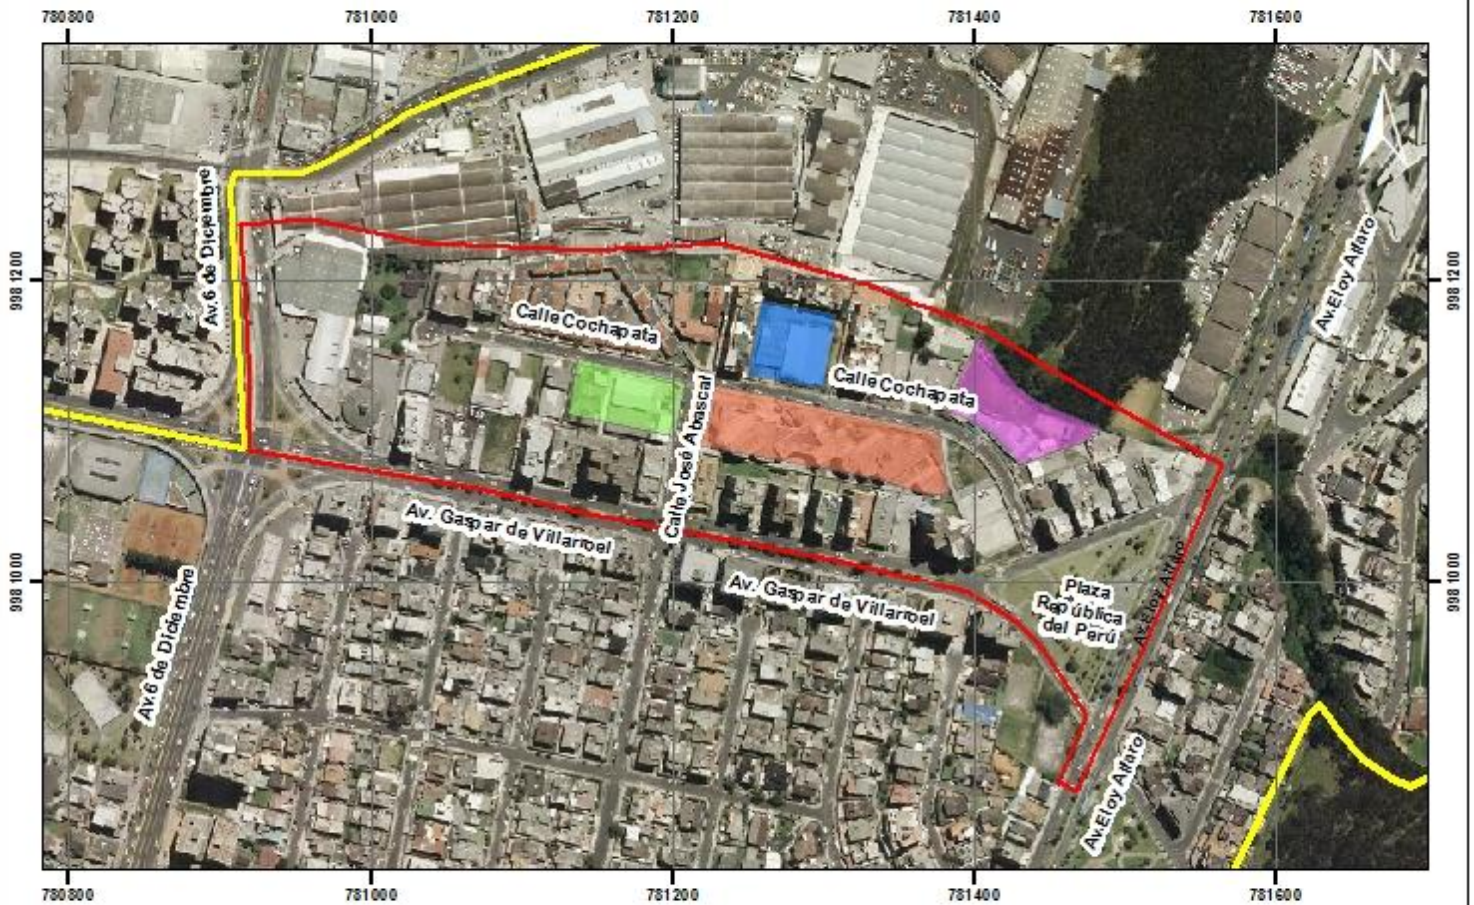 780800 781000 781200 781400 781600
N
Av.6 de Diciembre
Av.Eloy Alfaro
998 1200
998 1200
Calle Cochapata
Calle Cochapata
Calle José Abascal
Av. Gaspar de Villarroel
Av. Gaspar de Villarroel
Av.Eloy Alfaro
Plaza
República
del Perú
998 1000
998 1000
Av.6 de Diciembre
Av.Eloy Alfaro
780800 781000 781200 781400 781600